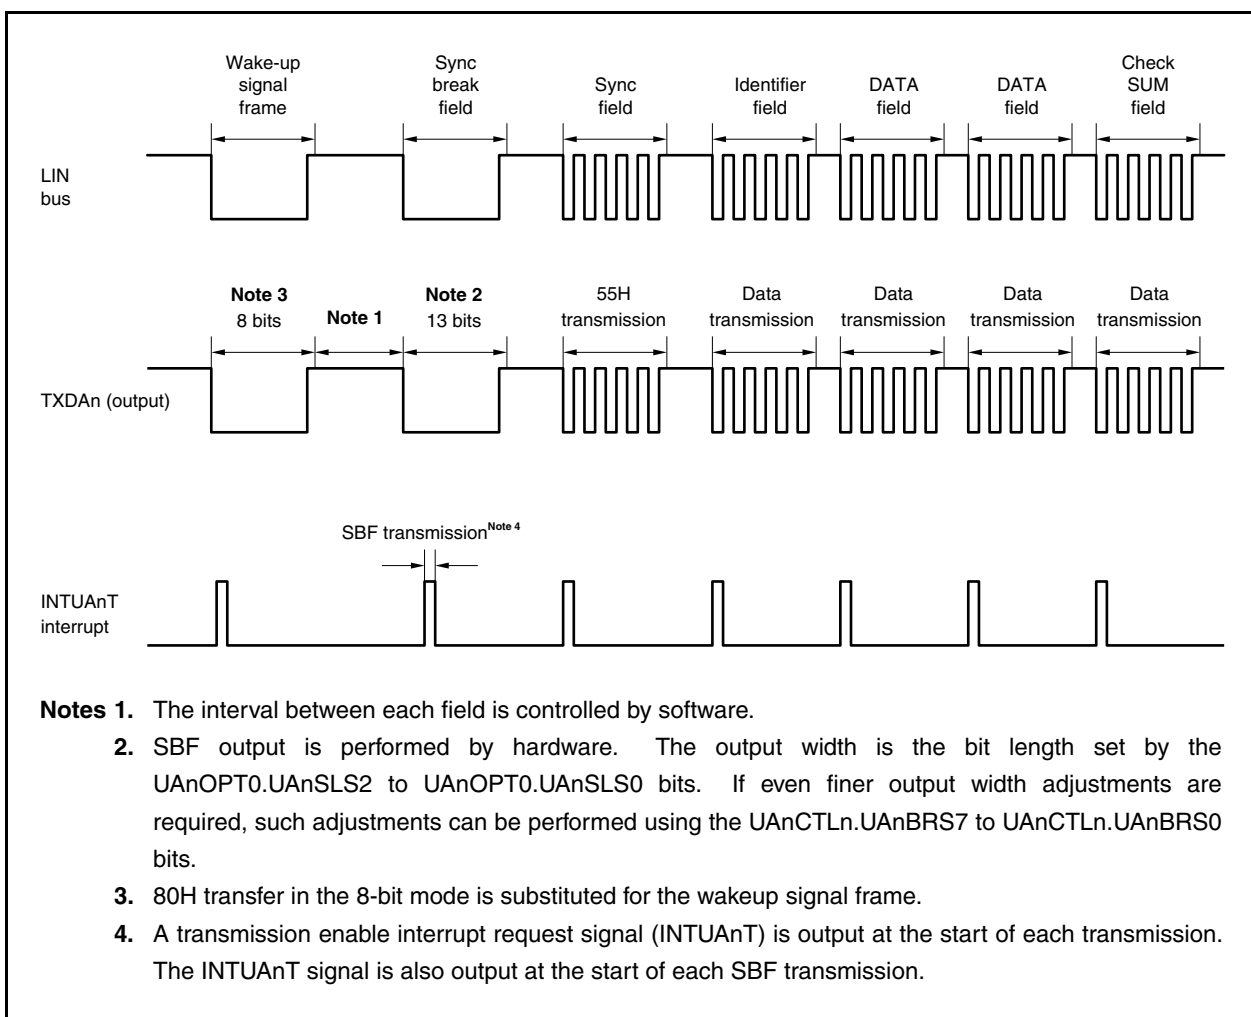 Wake-up
signal
frame
Sync
break
field
Sync
field
Identifier
field
DATA
field
DATA
field
Check
SUM
field
LIN
bus
Note 3
8 bits
Note 1
Note 2
13 bits
55H
transmission
Data
transmission
Data
transmission
Data
transmission
Data
transmission
TXDAn (output)
SBF transmission Note 4
INTUAnT
interrupt
Notes 1. The interval between each field is controlled by software.
2. SBF output is performed by hardware. The output width is the bit length set by the
UAnOPT0.UAnSLS2 to UAnOPT0.UAnSLS0 bits. If even finer output width adjustments are
required, such adjustments can be performed using the UAnCTLn.UAnBRS7 to UAnCTLn.UAnBRS0
bits.
3. 80H transfer in the 8-bit mode is substituted for the wakeup signal frame.
4. A transmission enable interrupt request signal (INTUAnT) is output at the start of each transmission.
The INTUAnT signal is also output at the start of each SBF transmission.